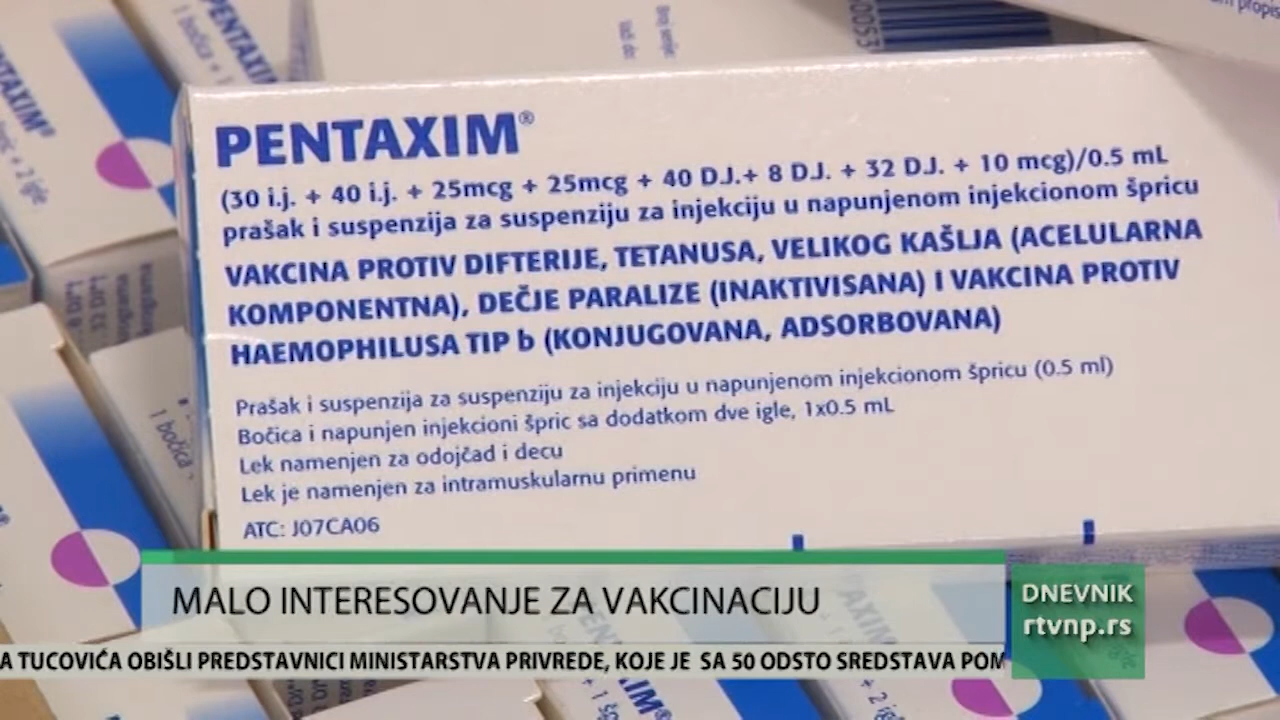 PENTAXIM®
(30 i.j. + 40 i.j. + 25mcg + 25mcg + 40 D.J.+ 8 D.J. + 32 D.J. + 10 mcg)/0.5 mL
prašak i suspenzija za suspenziju za injekciju u napunjenom injekcionom špricu
VAKCINA PROTIV DIFTERIJE, TETANUSA, VELIKOG KAŠLJA (ACELULARNA
KOMPONENTNA), DEČJE PARALIZE (INAKTIVISANA) I VAKCINA PROTIV
HAEMOPHILUSA TIP b (KONJUGOVANA, ADSORBOVANA)
Prašak i suspenzija za suspenziju za injekciju u napunjenom injekcionom špricu (0.5 ml)
Bočica i napunjen injekcioni špric sa dodatkom dve igle, 1x0.5 mL
Lek namenjen za odojčad i decu
Lek je namenjen za intramuskularnu primenu
ATC: J07CA06
PENTAXIM
1 bočica
MALO INTERESOVANJE ZA VAKCINACIJU
DNEVNIK
rtvnp.rs
A TUCOVIĆA OBIŠLI PREDSTAVNICI MINISTARSTVA PRIVREDE, KOJE JE SA 50 ODSTO SREDSTAVA POM